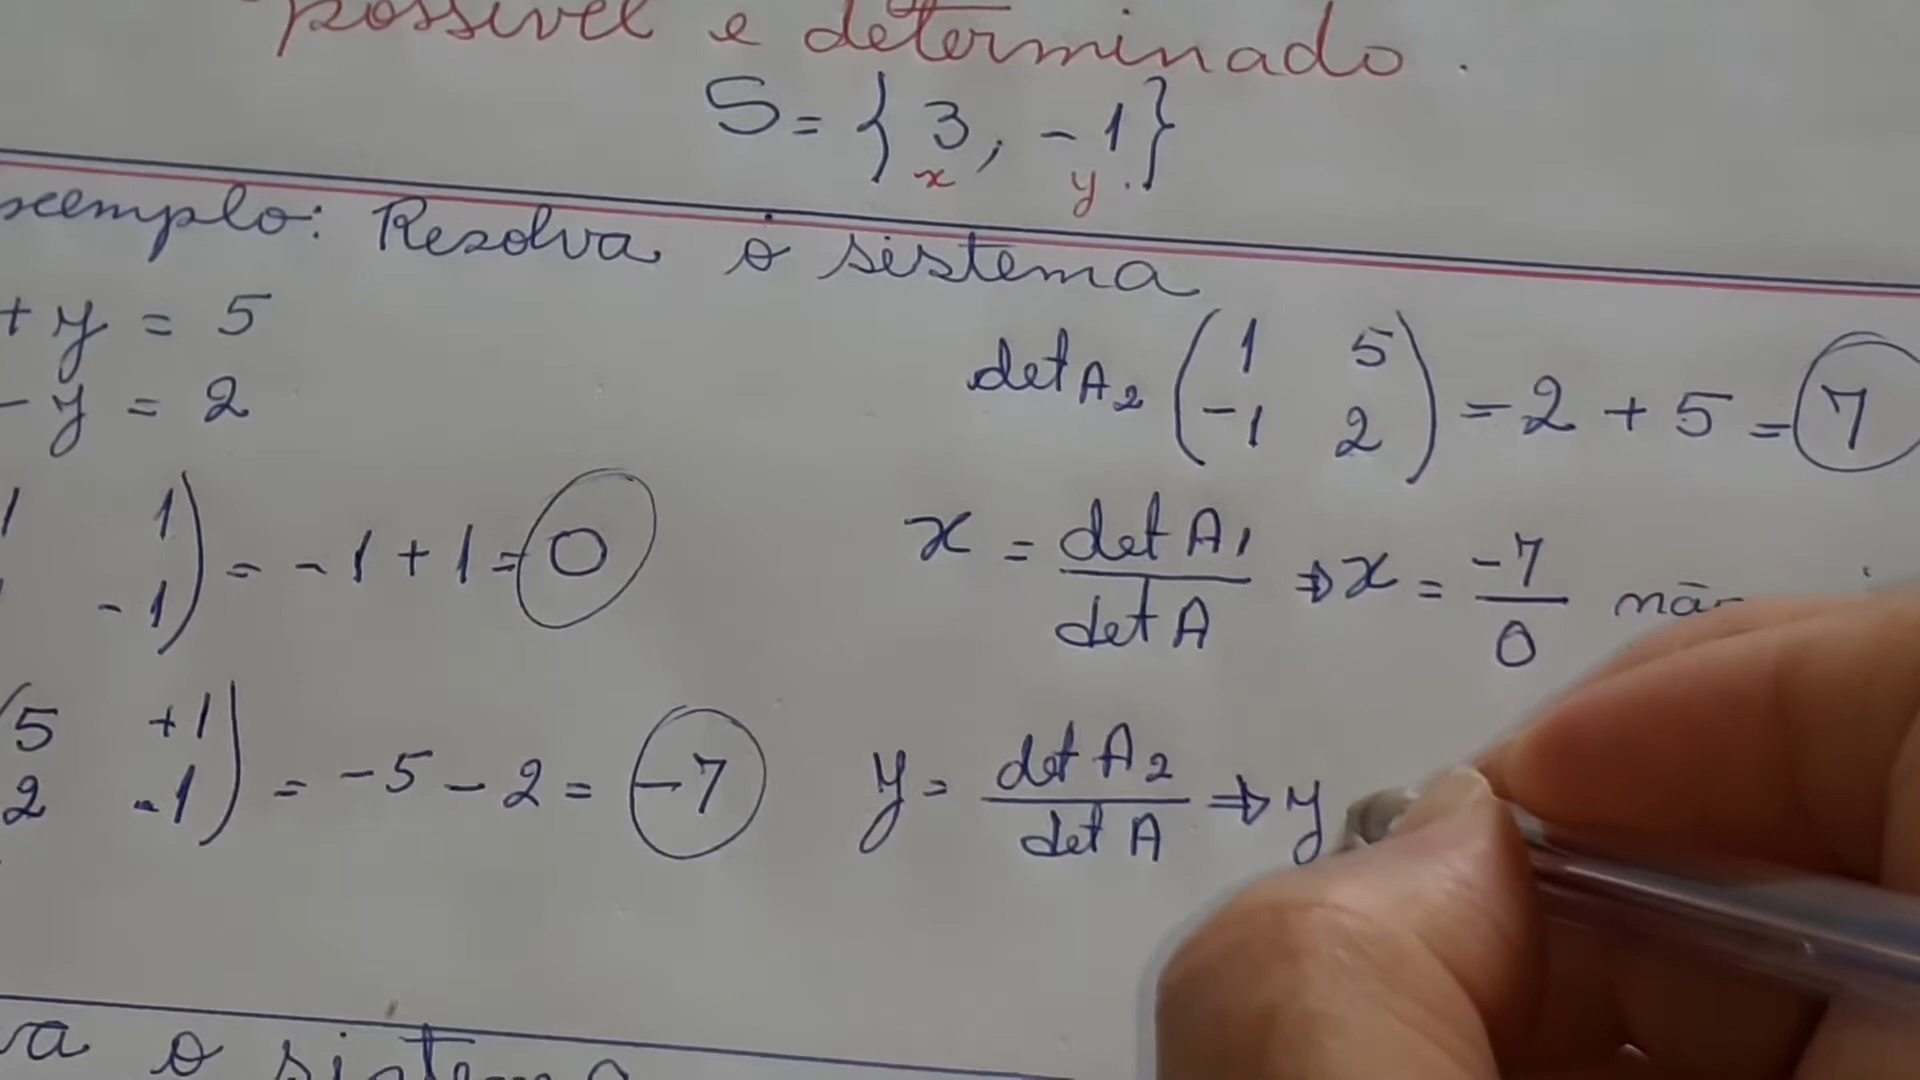 possível e determinado.
S = { 3, -1 }
x y.
exemplo: Resolva o sistema
+ y = 5
- y = 2
det A2 ( 1 5
-1 2 ) = 2 + 5 = 7
1 1
-1 ) = - 1 + 1 = 0
x = det A1 / det A ⇒ x = -7 / 0
( 5 +1
2 -1 ) = -5 - 2 = -7
y = det A2 / det A ⇒ y
o sistema